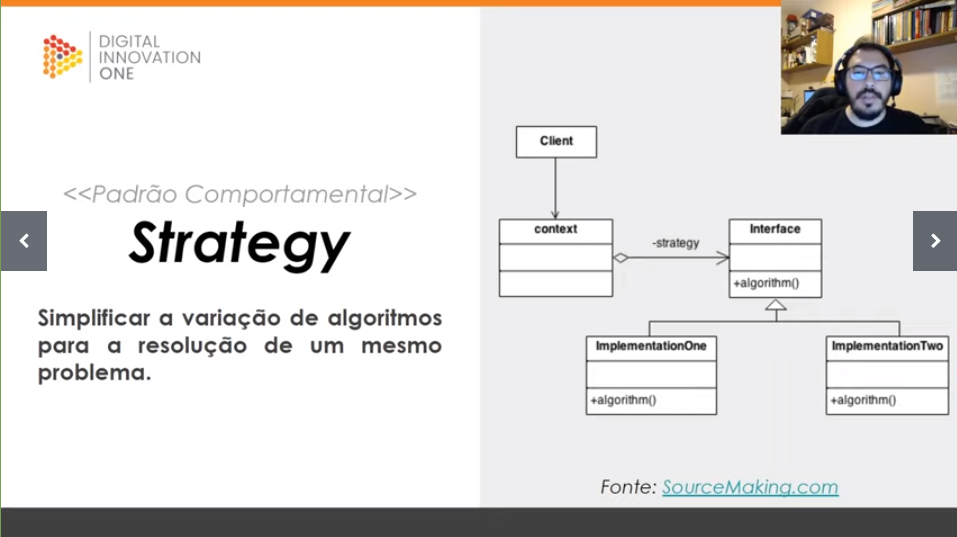 DIGITAL
INNOVATION
ONE
<<Padrão Comportamental>>
Strategy
Simplificar a variação de algoritmos
para a resolução de um mesmo
problema.
Client
context
-strategy
Interface
+algorithm()
ImplementationOne
+algorithm()
ImplementationTwo
+algorithm()
Fonte: SourceMaking.com